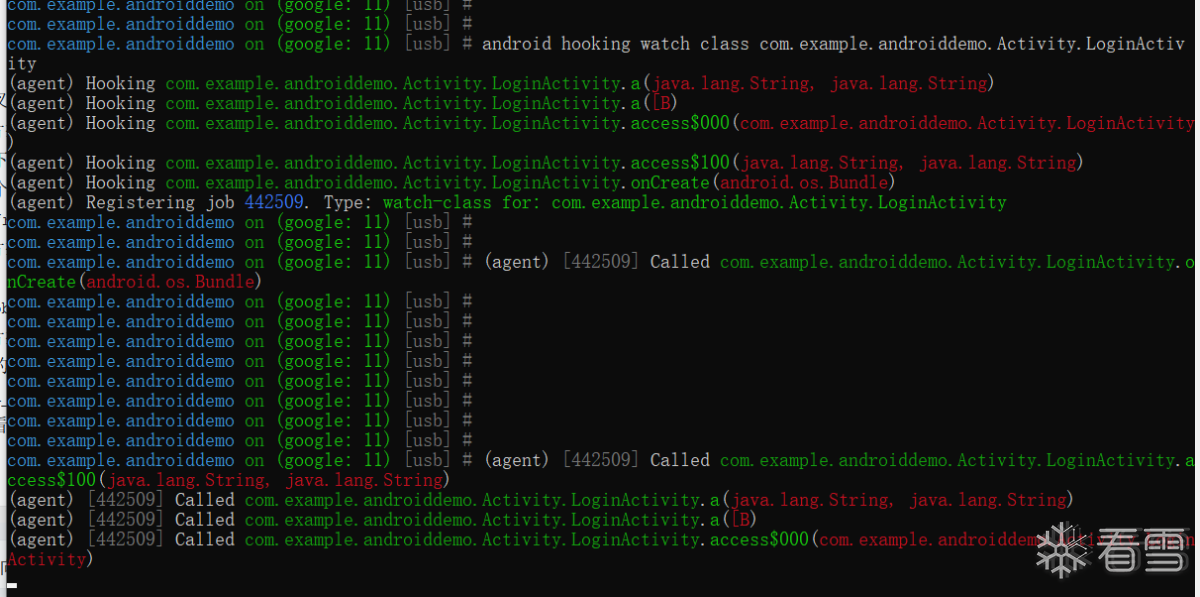 com.example.androiddemo on (google: 11) [usb] #
com.example.androiddemo on (google: 11) [usb] #
com.example.androiddemo on (google: 11) [usb] # android hooking watch class com.example.androiddemo.Activity.LoginActiv
ity
(agent) Hooking com.example.androiddemo.Activity.LoginActivity.a(java.lang.String, java.lang.String)
(agent) Hooking com.example.androiddemo.Activity.LoginActivity.a([B)
(agent) Hooking com.example.androiddemo.Activity.LoginActivity.access$000(com.example.androiddemo.Activity.LoginActivity
)
(agent) Hooking com.example.androiddemo.Activity.LoginActivity.access$100(java.lang.String, java.lang.String)
(agent) Hooking com.example.androiddemo.Activity.LoginActivity.onCreate(android.os.Bundle)
(agent) Registering job 442509. Type: watch-class for: com.example.androiddemo.Activity.LoginActivity
com.example.androiddemo on (google: 11) [usb] #
com.example.androiddemo on (google: 11) [usb] #
com.example.androiddemo on (google: 11) [usb] # (agent) [442509] Called com.example.androiddemo.Activity.LoginActivity.o
nCreate(android.os.Bundle)
com.example.androiddemo on (google: 11) [usb] #
com.example.androiddemo on (google: 11) [usb] #
com.example.androiddemo on (google: 11) [usb] #
com.example.androiddemo on (google: 11) [usb] #
com.example.androiddemo on (google: 11) [usb] #
com.example.androiddemo on (google: 11) [usb] #
com.example.androiddemo on (google: 11) [usb] #
com.example.androiddemo on (google: 11) [usb] #
com.example.androiddemo on (google: 11) [usb] # (agent) [442509] Called com.example.androiddemo.Activity.LoginActivity.a
ccess$100(java.lang.String, java.lang.String)
(agent) [442509] Called com.example.androiddemo.Activity.LoginActivity.a(java.lang.String, java.lang.String)
(agent) [442509] Called com.example.androiddemo.Activity.LoginActivity.a([B)
(agent) [442509] Called com.example.androiddemo.Activity.LoginActivity.access$000(com.example.androiddem
Activity)
看雪